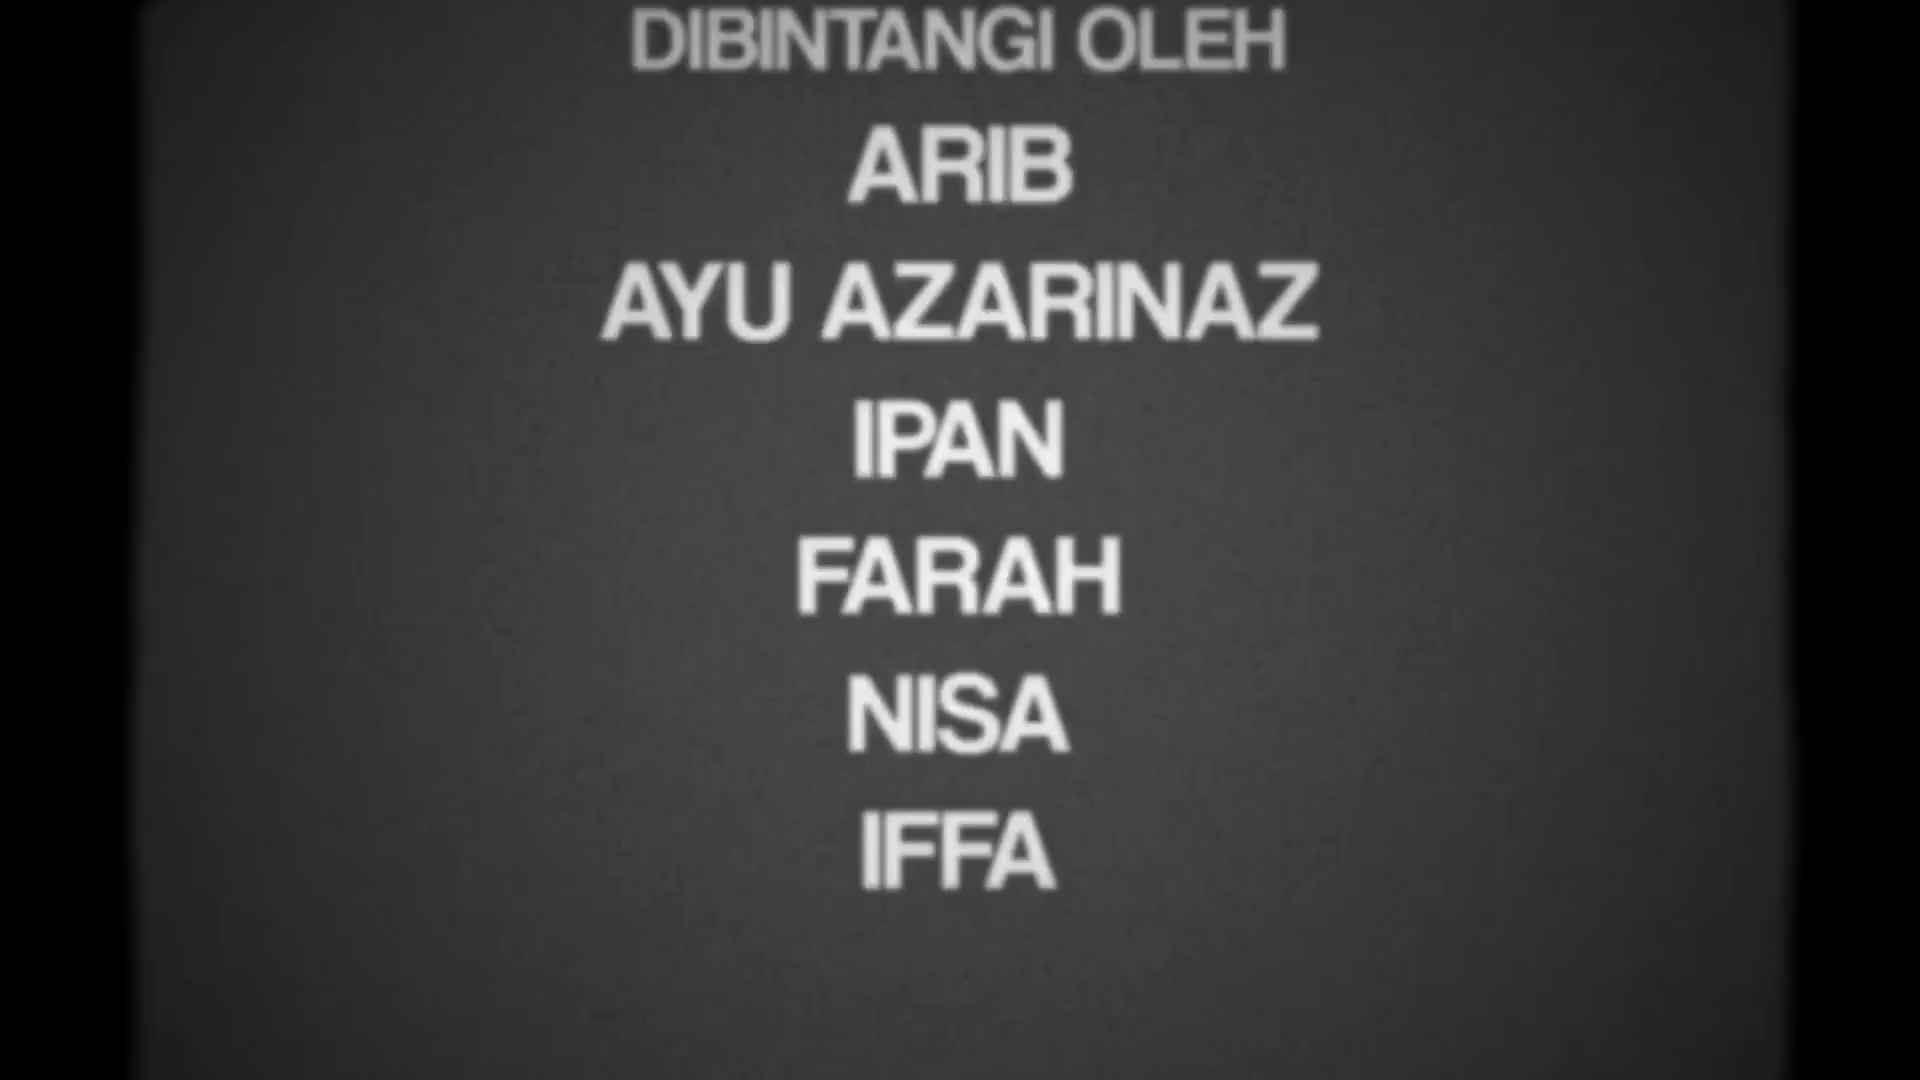 DIBINTANGI OLEH
ARIB
AYU AZARINAZ
IPAN
FARAH
NISA
IFFA